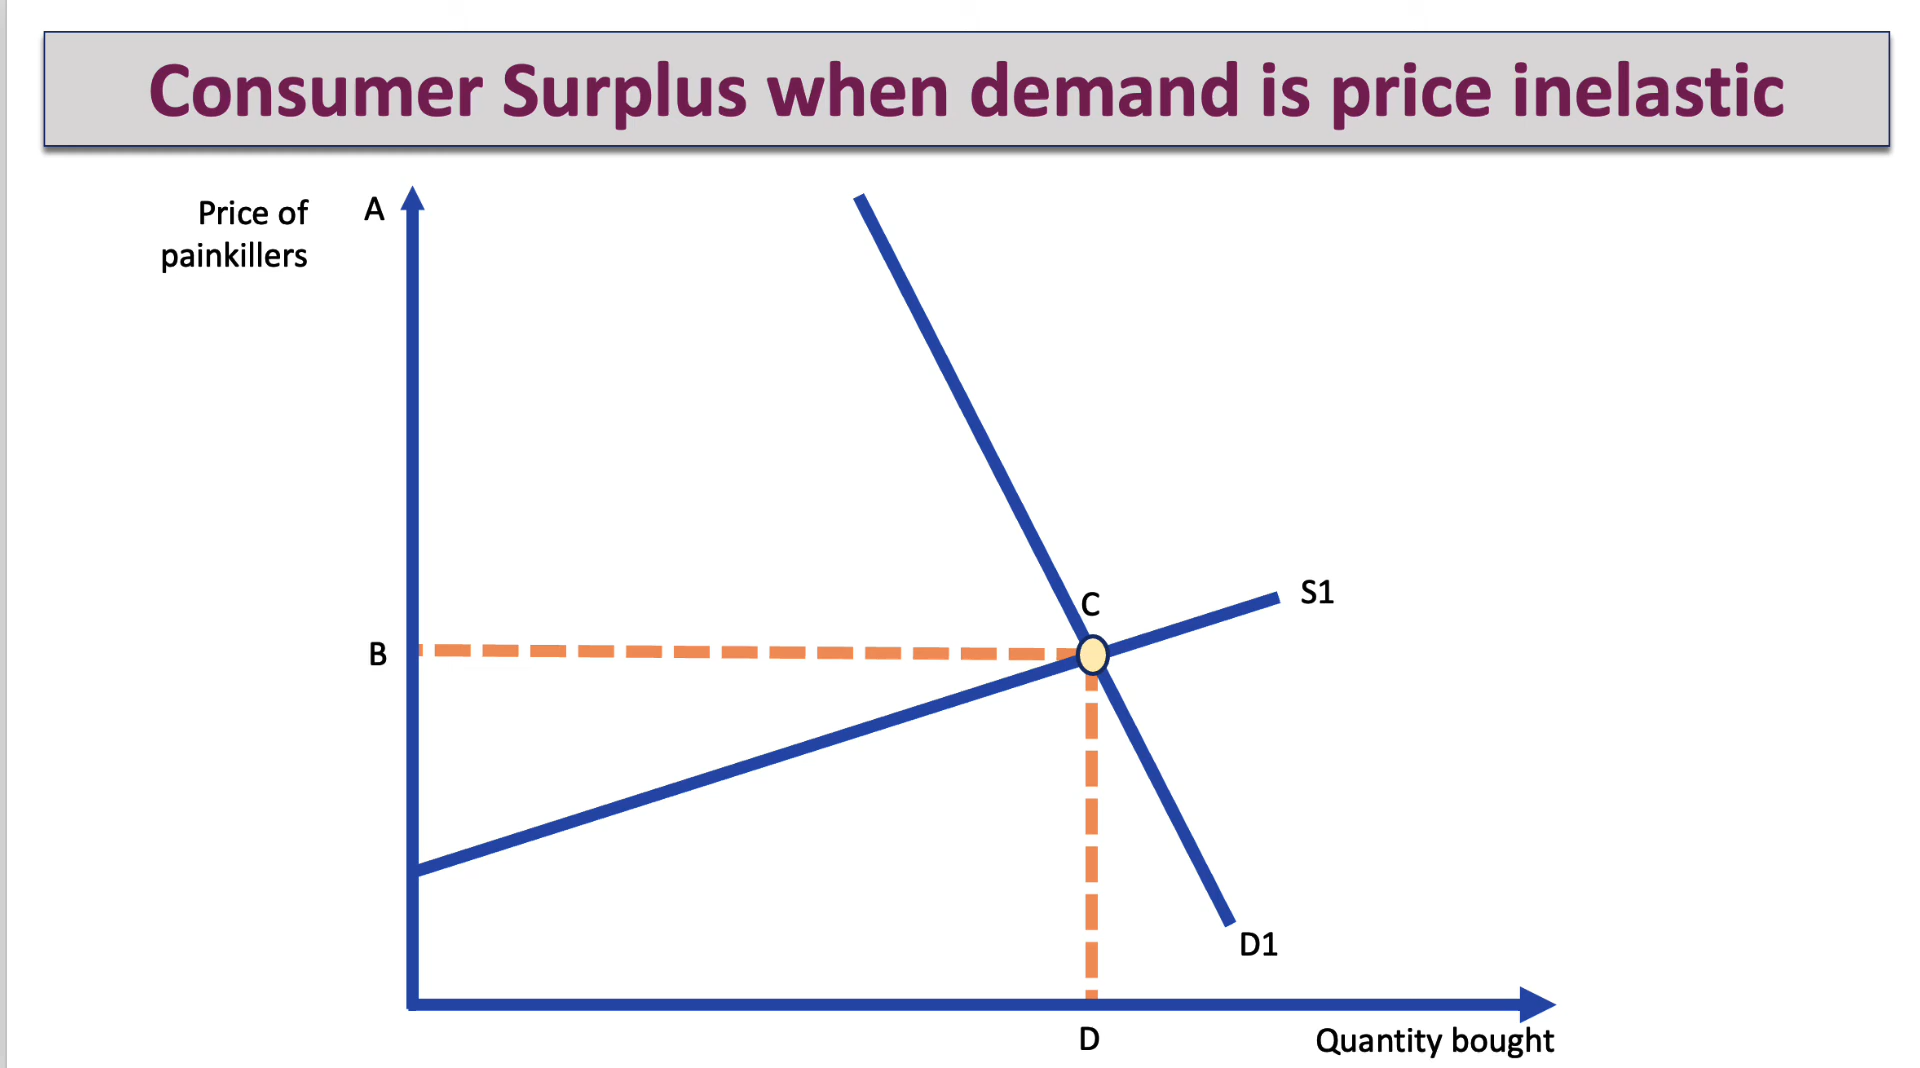 Consumer Surplus when demand is price inelastic
Price of
painkillers
A
C
S1
B
D1
D
Quantity bought